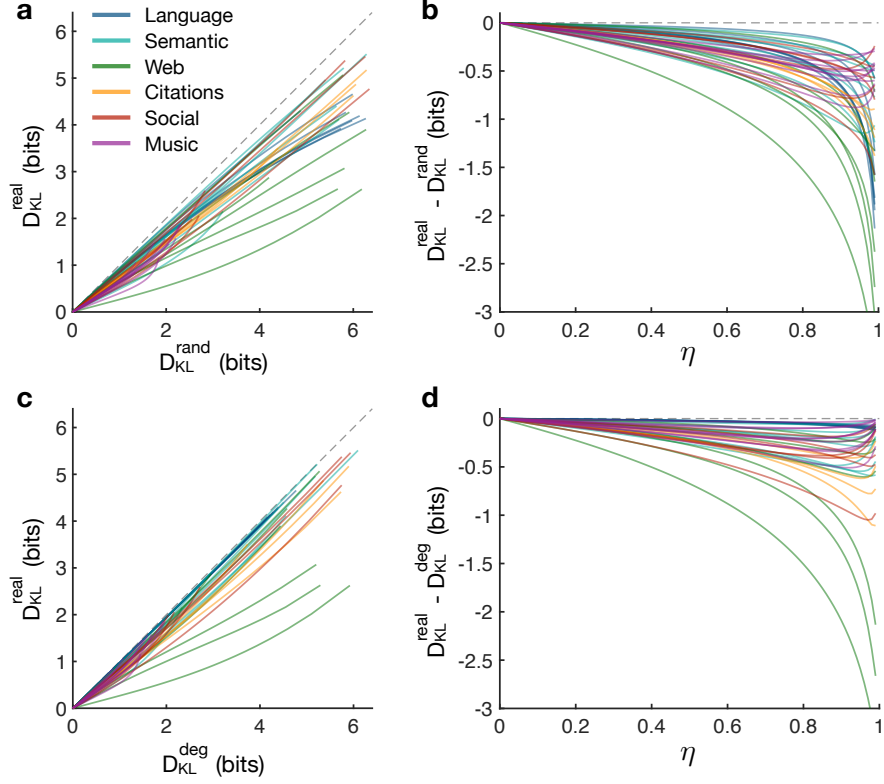 a
Language
Semantic
Web
Citations
Social
Music
6
5
4
3
2
1
0
D_KL^real (bits)
0 2 4 6
D_KL^rand (bits)
b
0
-0.5
-1
-1.5
-2
-2.5
-3
D_KL^real - D_KL^rand (bits)
0 0.2 0.4 0.6 0.8 1
η
c
6
5
4
3
2
1
0
D_KL^real (bits)
0 2 4 6
D_KL^deg (bits)
d
0
-0.5
-1
-1.5
-2
-2.5
-3
D_KL^real - D_KL^deg (bits)
0 0.2 0.4 0.6 0.8 1
η